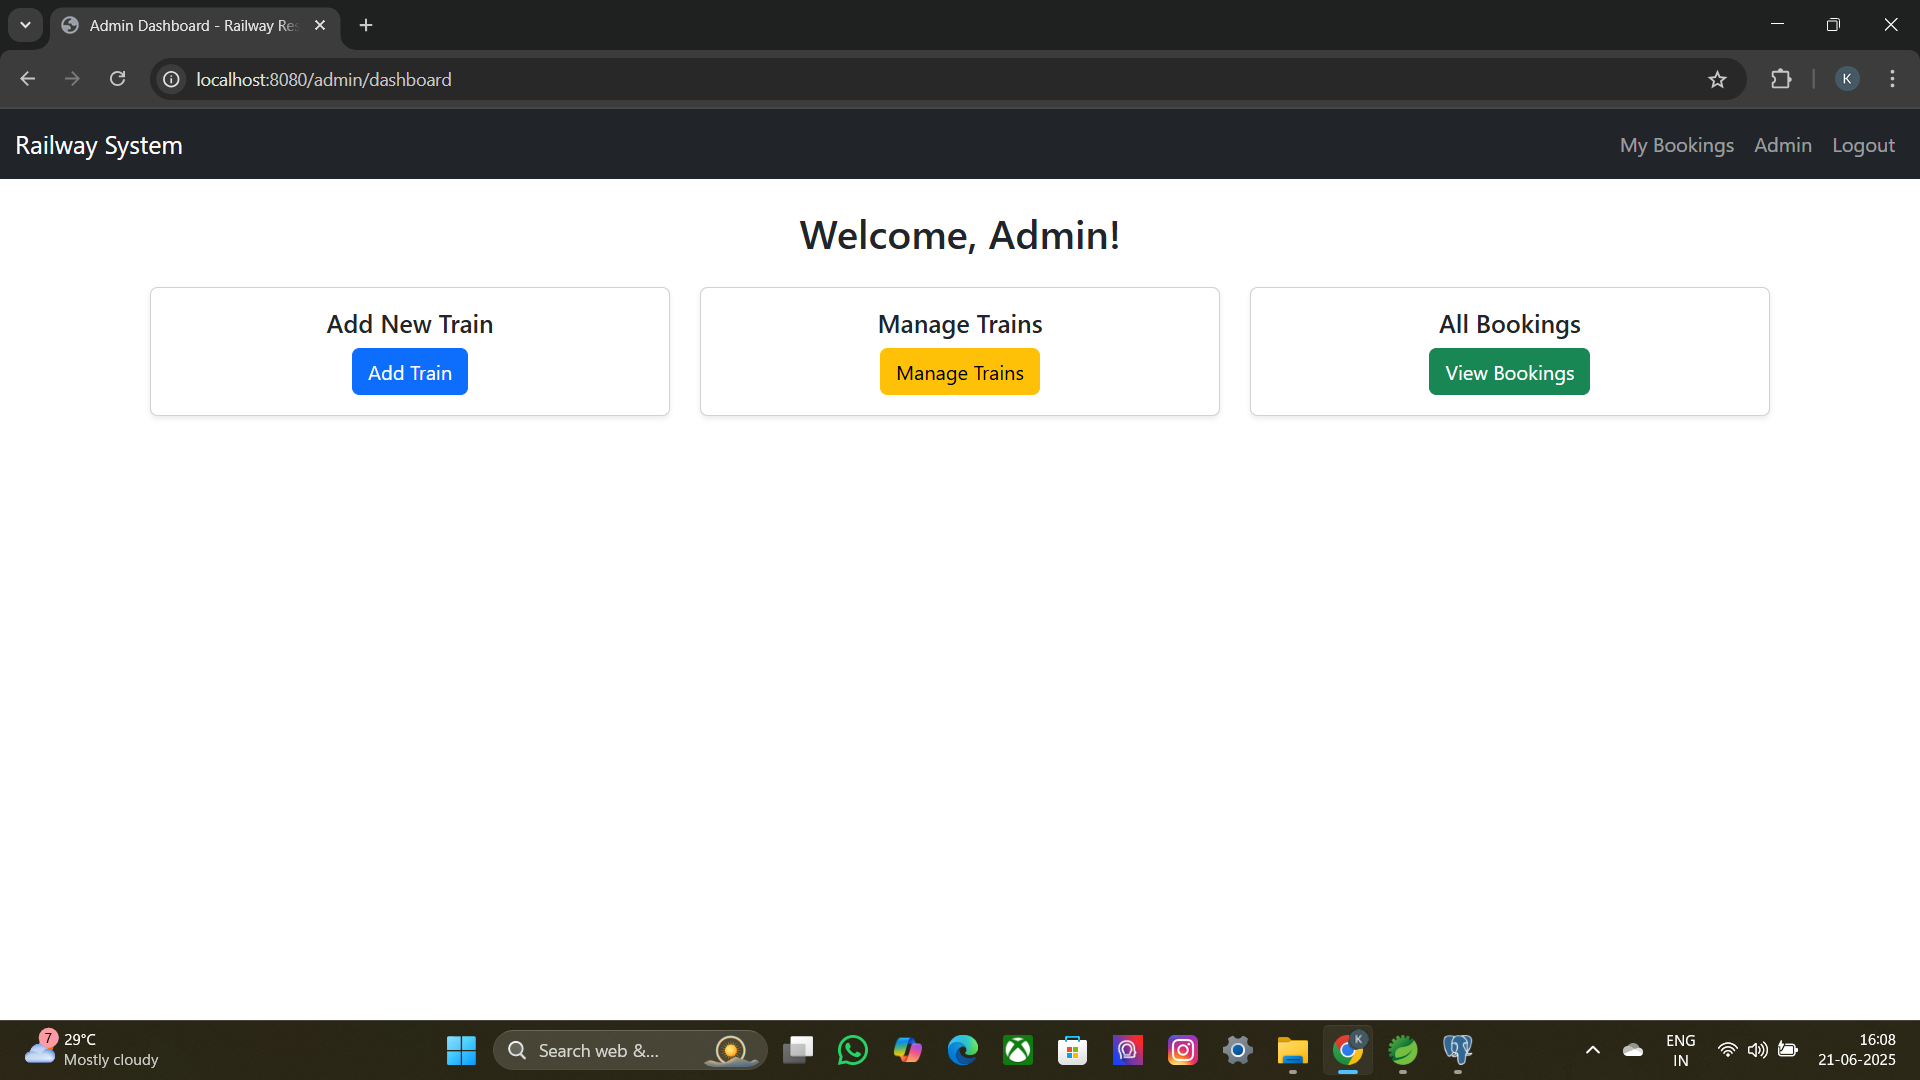 Admin Dashboard - Railway Res
localhost:8080/admin/dashboard
K
Railway System
My Bookings Admin Logout
Welcome, Admin!
Add New Train
Add Train
Manage Trains
Manage Trains
All Bookings
View Bookings
7
29°C
Mostly cloudy
Search web &...
K
ENG
IN
16:08
21-06-2025